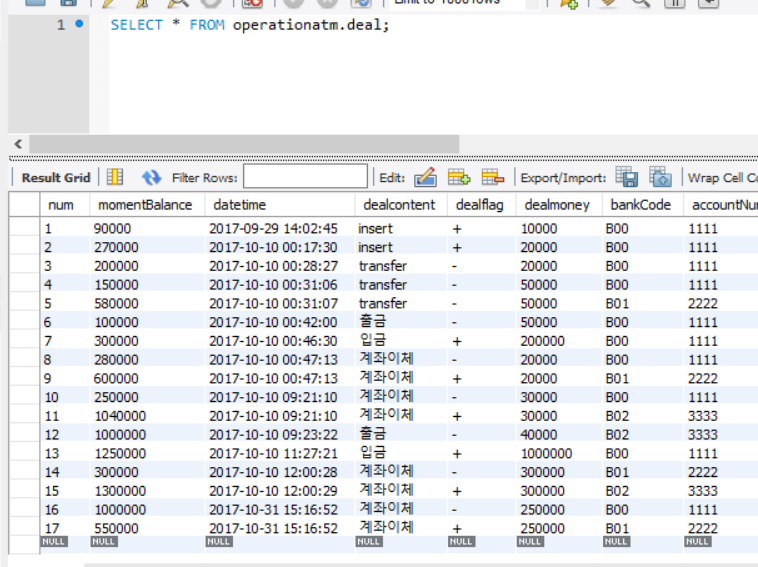 Limit to 1000 rows
1 SELECT * FROM operationatm.deal;
Result Grid Filter Rows: Edit: Export/Import: Wrap Cell Co
num momentBalance datetime dealcontent dealflag dealmoney bankCode accountNum
1 90000 2017-09-29 14:02:45 insert + 10000 B00 1111
2 270000 2017-10-10 00:17:30 insert + 20000 B00 1111
3 200000 2017-10-10 00:28:27 transfer - 20000 B00 1111
4 150000 2017-10-10 00:31:06 transfer - 50000 B00 1111
5 580000 2017-10-10 00:31:07 transfer - 50000 B01 2222
6 100000 2017-10-10 00:42:00 출금 - 50000 B00 1111
7 300000 2017-10-10 00:46:30 입금 + 200000 B00 1111
8 280000 2017-10-10 00:47:13 계좌이체 - 20000 B00 1111
9 600000 2017-10-10 00:47:13 계좌이체 + 20000 B01 2222
10 250000 2017-10-10 09:21:10 계좌이체 - 30000 B00 1111
11 1040000 2017-10-10 09:21:10 계좌이체 + 30000 B02 3333
12 1000000 2017-10-10 09:23:22 출금 - 40000 B02 3333
13 1250000 2017-10-10 11:27:21 입금 + 1000000 B00 1111
14 300000 2017-10-10 12:00:28 계좌이체 - 300000 B01 2222
15 1300000 2017-10-10 12:00:29 계좌이체 + 300000 B02 3333
16 1000000 2017-10-31 15:16:52 계좌이체 - 250000 B00 1111
17 550000 2017-10-31 15:16:52 계좌이체 + 250000 B01 2222
NULL NULL NULL NULL NULL NULL NULL NULL